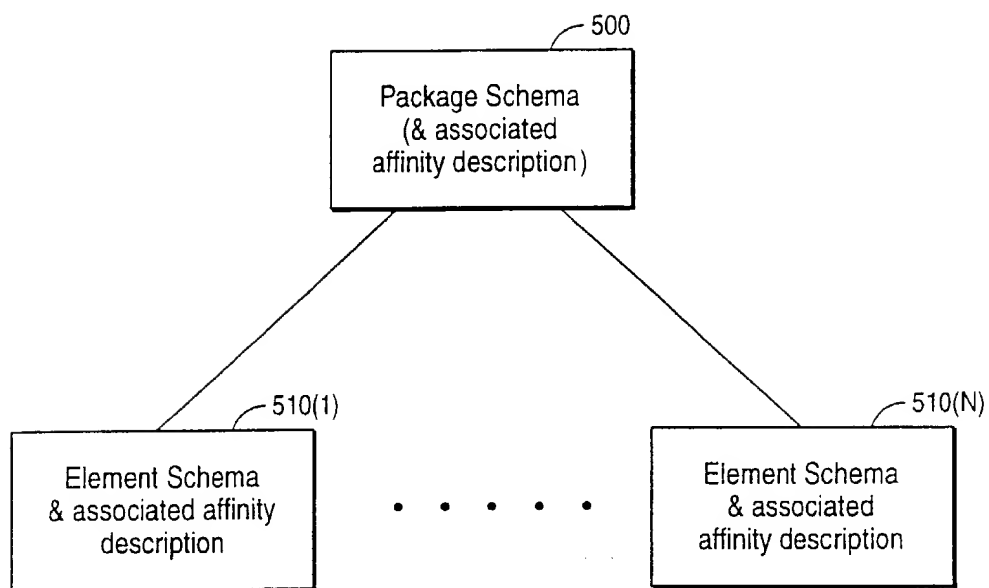 500
Package Schema
(& associated
affinity description)
510(1)
510(N)
Element Schema
& associated affinity
description
Element Schema
& associated
affinity description